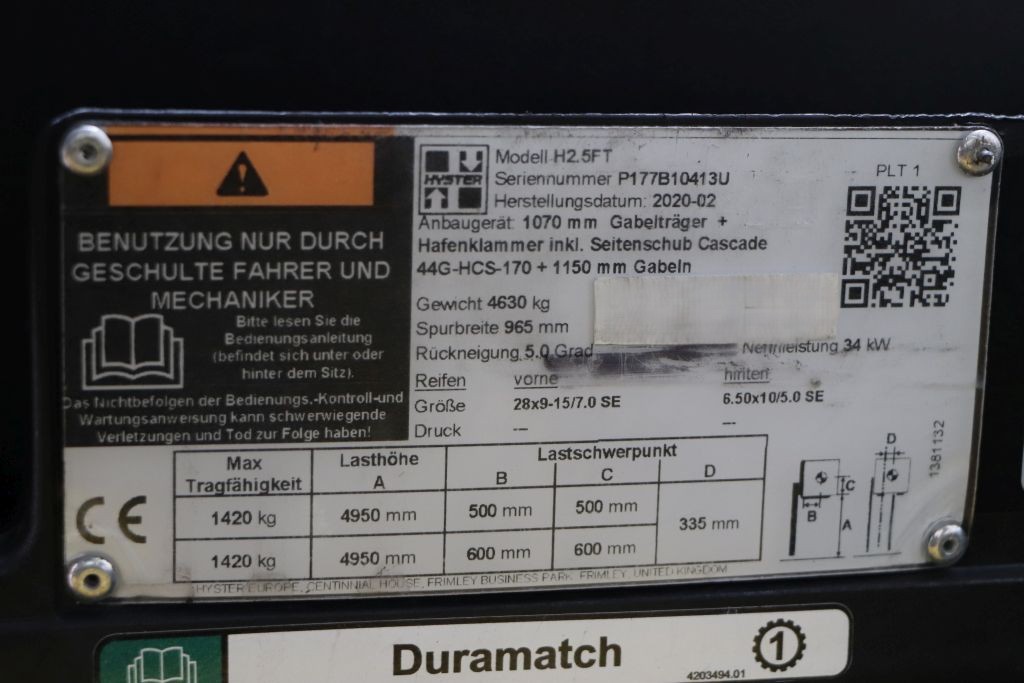 BENUTZUNG NUR DURCH
GESCHULTE FAHRER UND
MECHANIKER
Bitte lesen Sie die
Bedienungsanleitung
(befindet sich unter oder
hinter dem Sitz).
Das Nichtbefolgen der Bedienungs.-Kontroll-und
Wartungsanweisung kann schwerwiegende
Verletzungen und Tod zur Folge haben!
HYSTER
Modell H2.5FT
Seriennummer P177B10413U
Herstellungsdatum: 2020-02
Anbaugerät: 1070 mm Gabelträger +
Hafenklammer inkl. Seitenschub Cascade
44G-HCS-170 + 1150 mm Gabeln
Gewicht 4630 kg
Spurbreite 965 mm
Rückneigung 5.0 Grad
Nennleistung 34 kW
Reifen vorne hinten
Größe 28x9-15/7.0 SE 6.50x10/5.0 SE
Druck --- ---
PLT 1
1381132
Max Tragfähigkeit Lasthöhe A Lastschwerpunkt B C D
1420 kg 4950 mm 500 mm 500 mm 335 mm
1420 kg 4950 mm 600 mm 600 mm
D
C
B
A
CE
HYSTER EUROPE, CENTINNIAL HOUSE, FRIMLEY BUSINESS PARK, FRIMLEY, UNITED KINGDOM
Duramatch
1
4203494.01